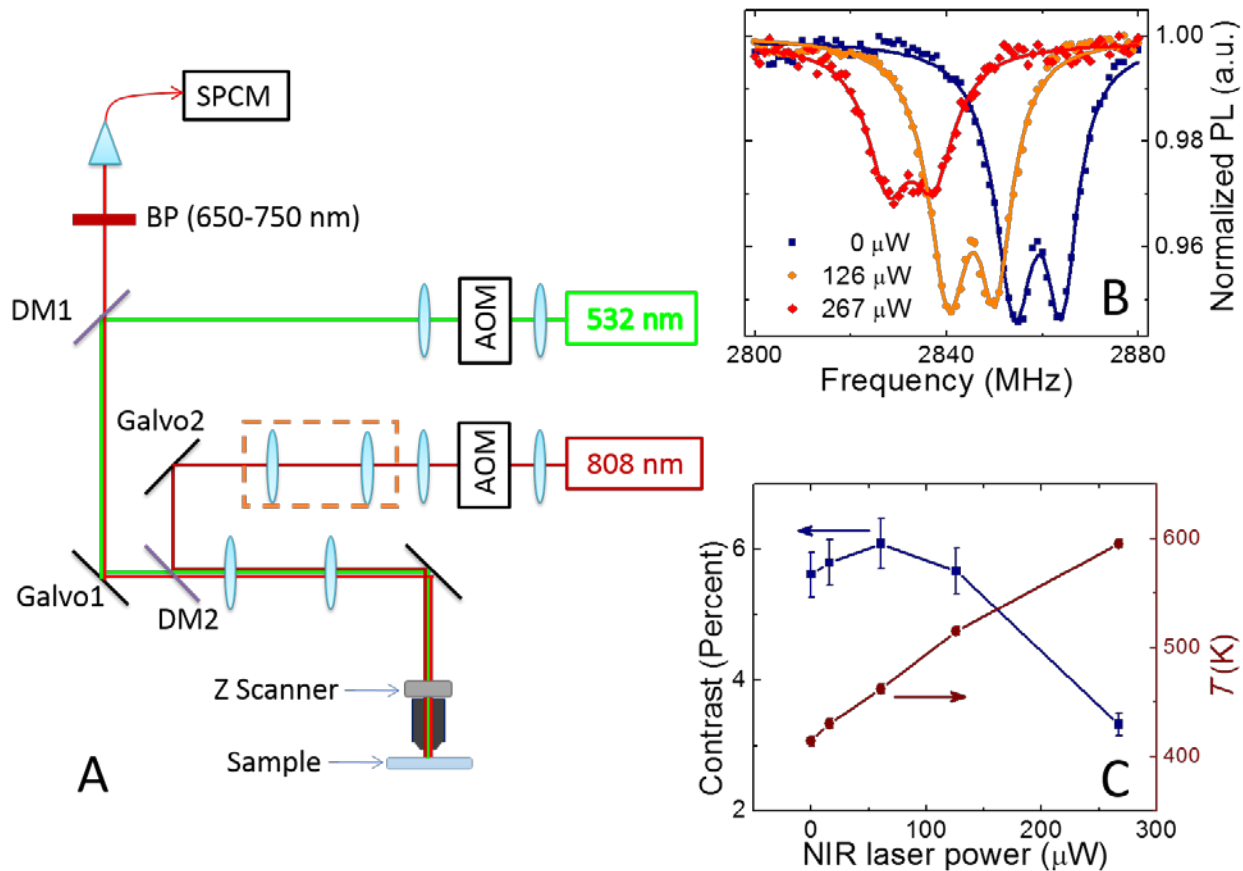 SPCM
BP (650-750 nm)
DM1
AOM
532 nm
Galvo2
AOM
808 nm
Galvo1
DM2
Z Scanner
Sample
A
1.00
0.98
0.96
Normalized PL (a.u.)
0 μW
126 μW
267 μW
B
2800
2840
2880
Frequency (MHz)
6
4
2
Contrast (Percent)
600
500
400
T(K)
C
0
100
200
300
NIR laser power (μW)